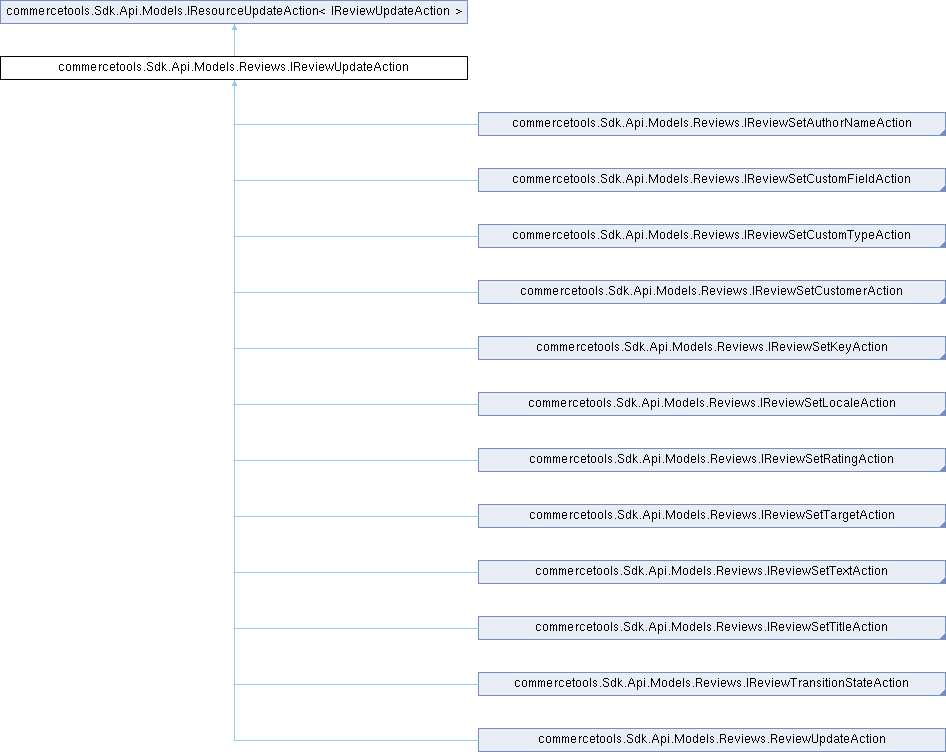 commercetools.Sdk.Api.Models.IResourceUpdateAction< IReviewUpdateAction >
commercetools.Sdk.Api.Models.Reviews.IReviewUpdateAction
commercetools.Sdk.Api.Models.Reviews.IReviewSetAuthorNameAction
commercetools.Sdk.Api.Models.Reviews.IReviewSetCustomFieldAction
commercetools.Sdk.Api.Models.Reviews.IReviewSetCustomTypeAction
commercetools.Sdk.Api.Models.Reviews.IReviewSetCustomerAction
commercetools.Sdk.Api.Models.Reviews.IReviewSetKeyAction
commercetools.Sdk.Api.Models.Reviews.IReviewSetLocaleAction
commercetools.Sdk.Api.Models.Reviews.IReviewSetRatingAction
commercetools.Sdk.Api.Models.Reviews.IReviewSetTargetAction
commercetools.Sdk.Api.Models.Reviews.IReviewSetTextAction
commercetools.Sdk.Api.Models.Reviews.IReviewSetTitleAction
commercetools.Sdk.Api.Models.Reviews.IReviewTransitionStateAction
commercetools.Sdk.Api.Models.Reviews.ReviewUpdateAction